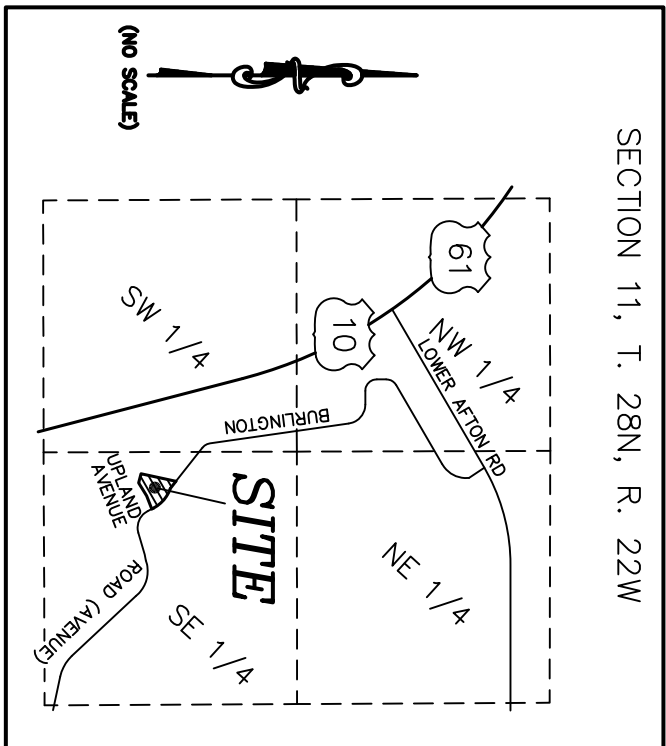 SECTION 11, T. 28N, R. 22W
(NO SCALE)
61
10
NW 1/4
LOWER AFTON RD
NE 1/4
SW 1/4
BURLINGTON
SITE
UPLAND
AVENUE
ROAD (AVENUE)
SE 1/4